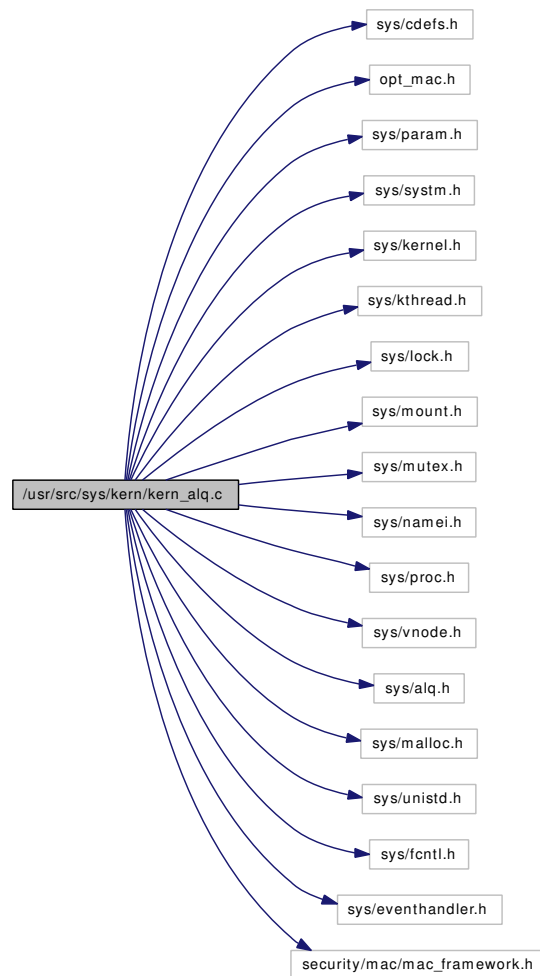 sys/cdefs.h
opt_mac.h
sys/param.h
sys/systm.h
sys/kernel.h
sys/kthread.h
sys/lock.h
sys/mount.h
sys/mutex.h
/usr/src/sys/kern/kern_alq.c
sys/namei.h
sys/proc.h
sys/vnode.h
sys/alq.h
sys/malloc.h
sys/unistd.h
sys/fcntl.h
sys/eventhandler.h
security/mac/mac_framework.h